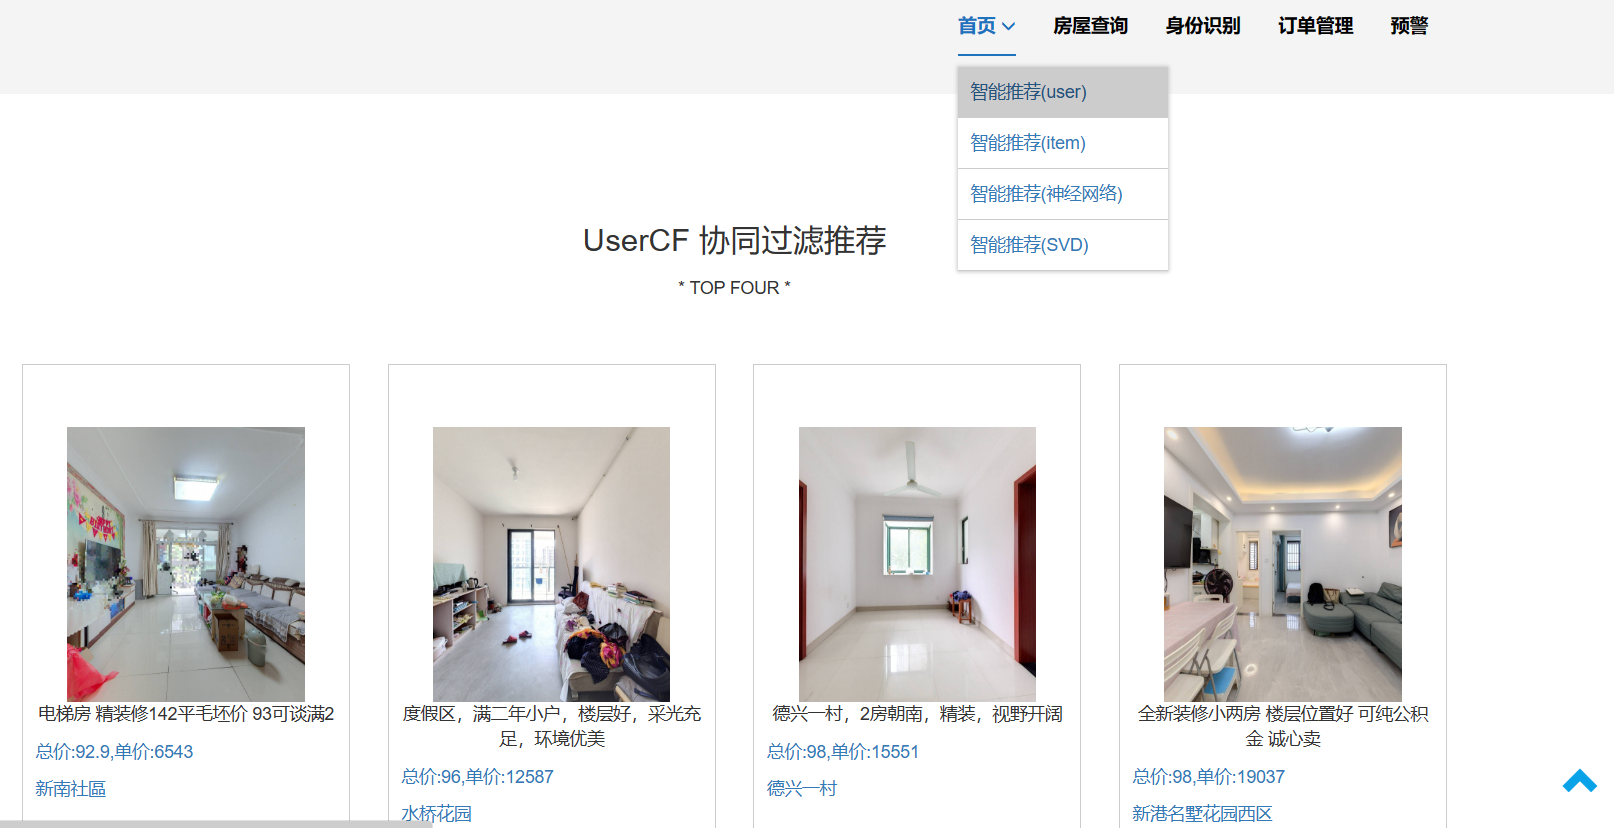 首页 房屋查询 身份识别 订单管理 预警
智能推荐(user)
智能推荐(item)
智能推荐(神经网络)
智能推荐(SVD)
UserCF 协同过滤推荐
* TOP FOUR *
电梯房 精装修142平毛坯价 93可谈满2
总价:92.9,单价:6543
新南社區
度假区，满二年小户，楼层好，采光充
足，环境优美
总价:96,单价:12587
水桥花园
德兴一村，2房朝南，精装，视野开阔
总价:98,单价:15551
德兴一村
全新装修小两房 楼层位置好 可纯公积
金 诚心卖
总价:98,单价:19037
新港名墅花园西区